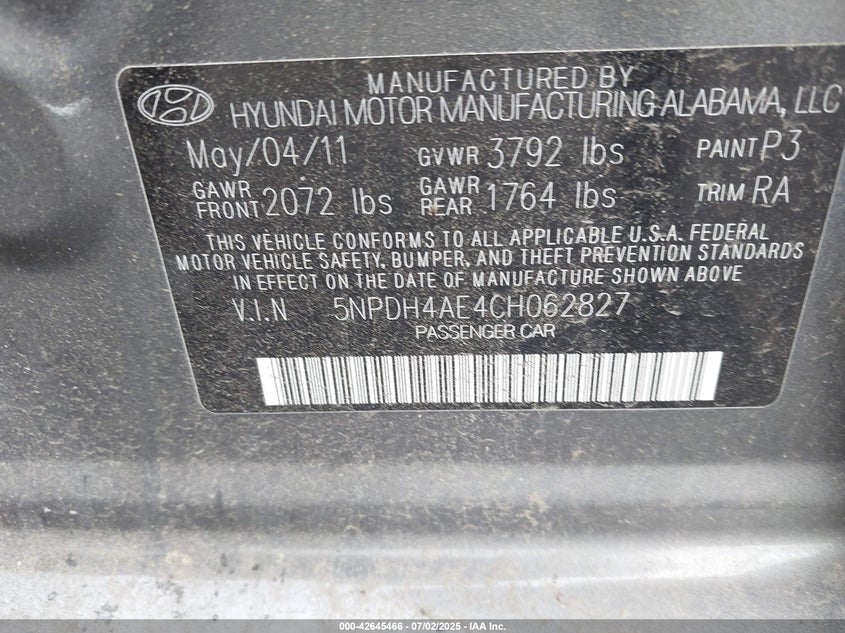 MANUFACTURED BY
HYUNDAI MOTOR MANUFACTURING ALABAMA, LLC
May/04/11 GVWR 3792 lbs PAINT P3
GAWR FRONT 2072 lbs GAWR REAR 1764 lbs TRIM RA
THIS VEHICLE CONFORMS TO ALL APPLICABLE U.S.A. FEDERAL
MOTOR VEHICLE SAFETY, BUMPER, AND THEFT PREVENTION STANDARDS
IN EFFECT ON THE DATE OF MANUFACTURE SHOWN ABOVE
V.I.N 5NPDH4AE4CH062827
PASSENGER CAR
000-42645466 - 07/02/2025 - IAA Inc.